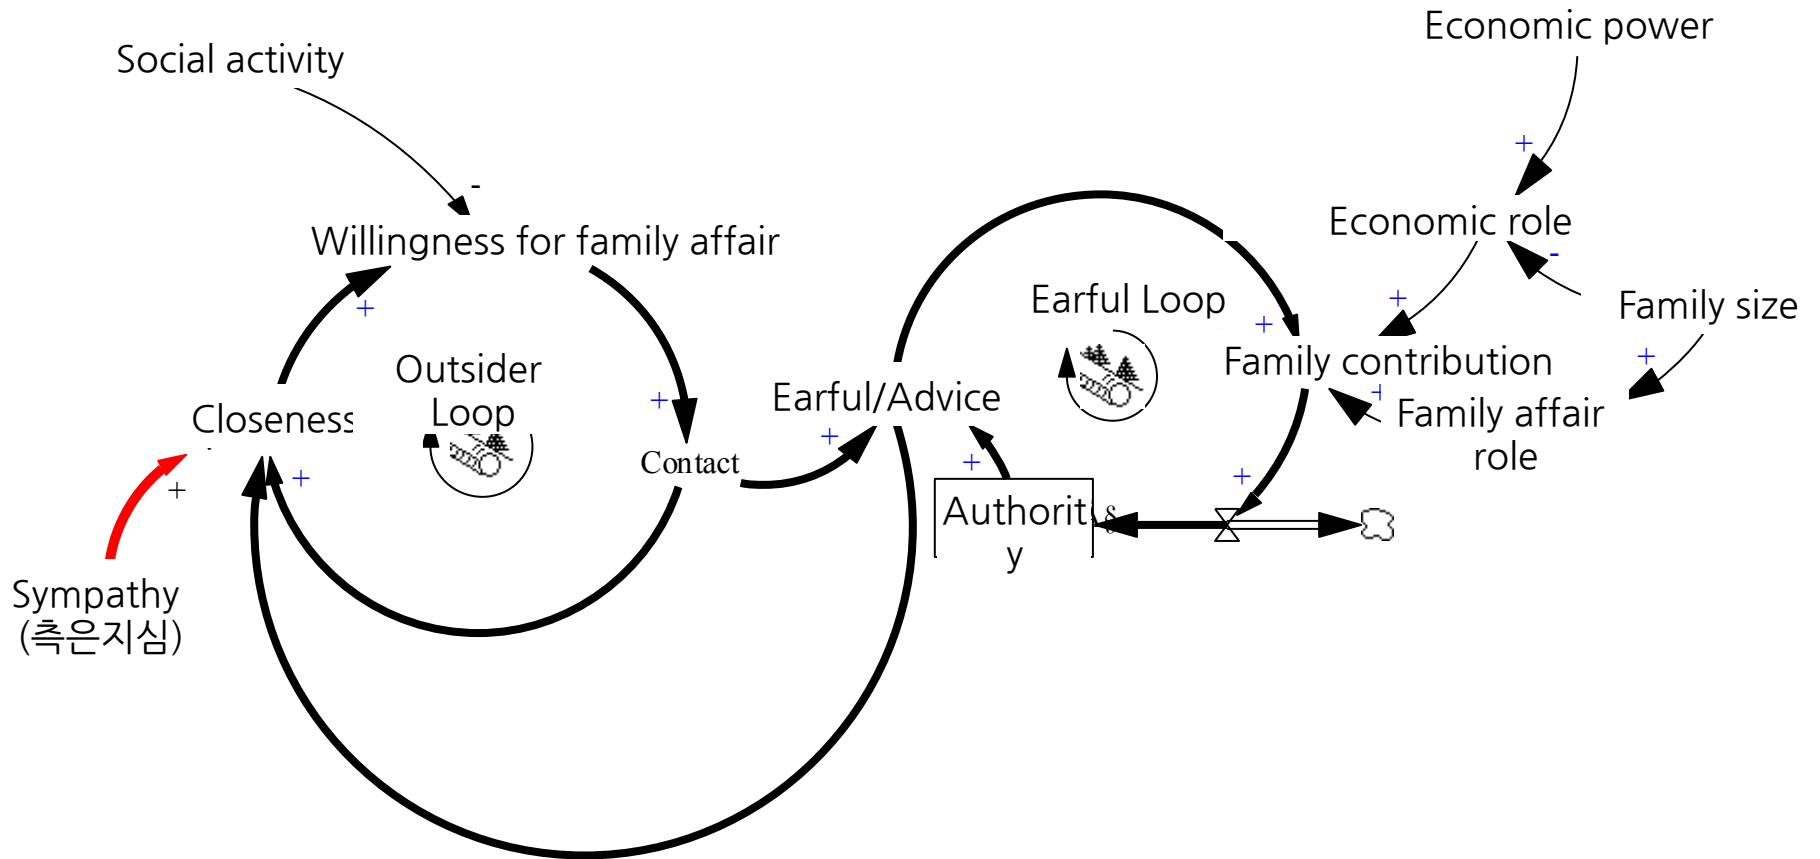 Economic power
Social activity
+
-
Economic role
Willingness for family affair
-
Earful Loop
+
Family size
+
+
+
Family contribution
Outsider
Loop
Earful/Advice
+
Closeness
+
+
Family affair
role
+
Contact
+
+
+
+
Authorit
y
&
Sympathy
(측은지심)